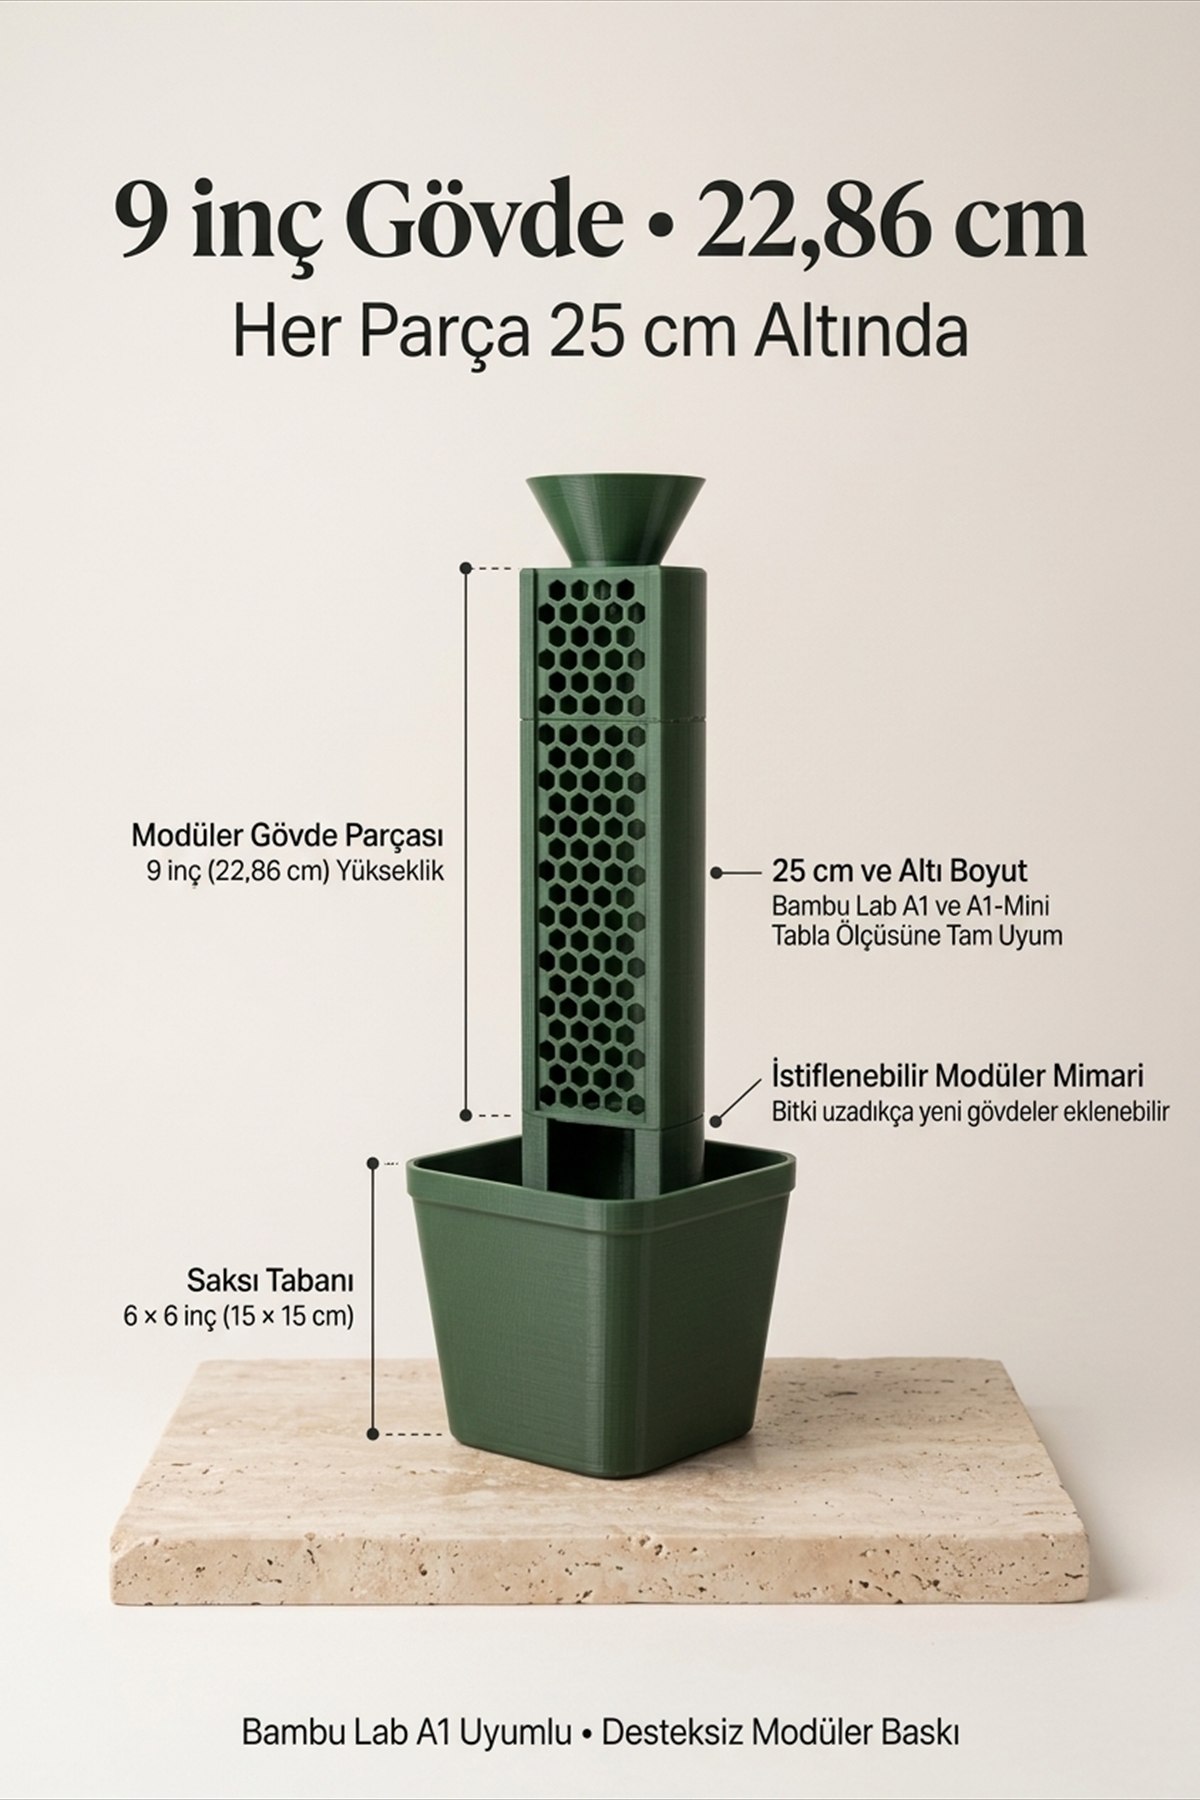 9 inç Gövde • 22,86 cm
Her Parça 25 cm Altında
Modüler Gövde Parçası
9 inç (22,86 cm) Yükseklik
25 cm ve Altı Boyut
Bambu Lab A1 ve A1-Mini
Tabla Ölçüsüne Tam Uyum
İstiflenebilir Modüler Mimari
Bitki uzadıkça yeni gövdeler eklenebilir
Saksı Tabanı
6 × 6 inç (15 × 15 cm)
Bambu Lab A1 Uyumlu • Desteksiz Modüler Baskı